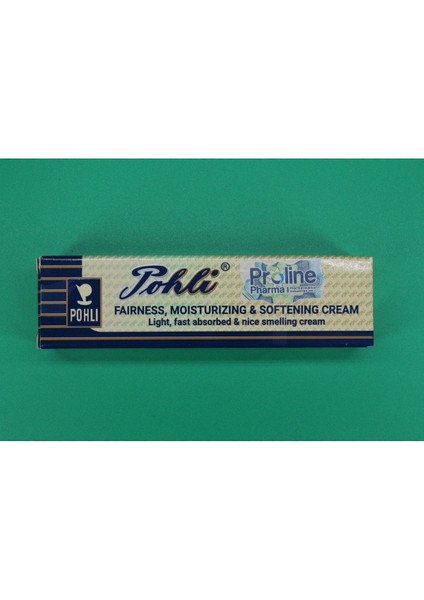 Pohli®
Proline
Pharma
POHLI
FAIRNESS, MOISTURIZING & SOFTENING CREAM
Light, fast absorbed & nice smelling cream